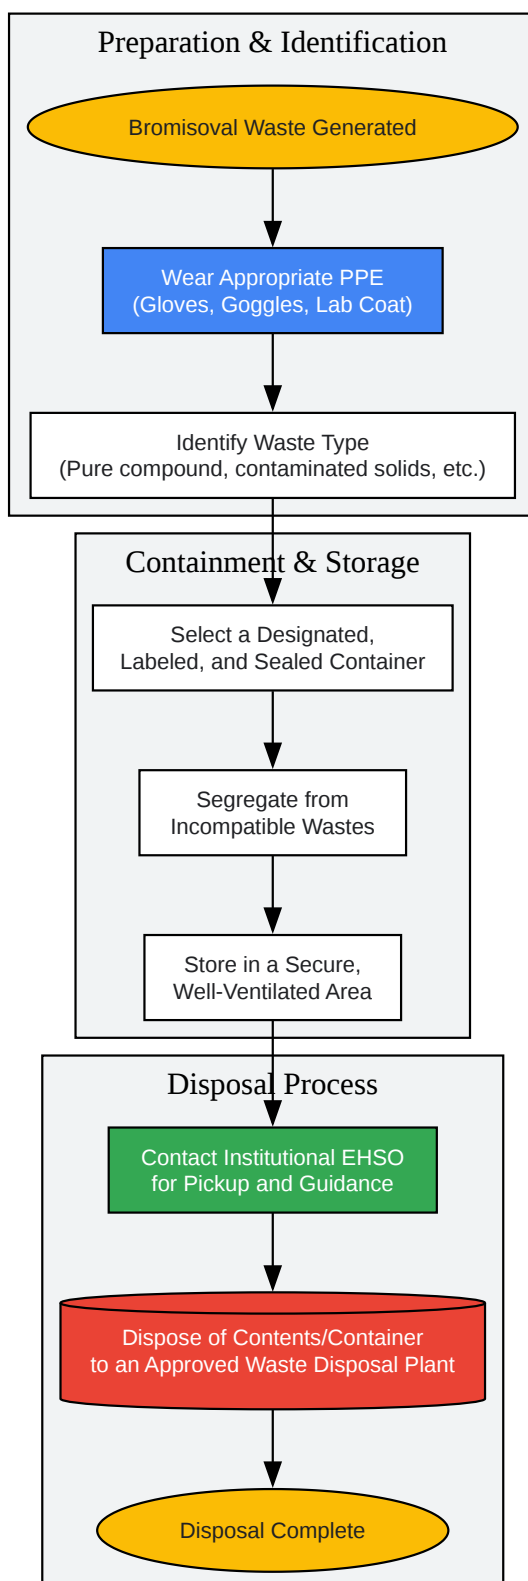 Preparation & Identification
Bromisoval Waste Generated
Wear Appropriate PPE
(Gloves, Goggles, Lab Coat)
Identify Waste Type
(Pure compound, contaminated solids, etc.)
Containment & Storage
Select a Designated,
Labeled, and Sealed Container
Segregate from
Incompatible Wastes
Store in a Secure,
Well-Ventilated Area
Disposal Process
Contact Institutional EHSO
for Pickup and Guidance
Dispose of Contents/Container
to an Approved Waste Disposal Plant
Disposal Complete